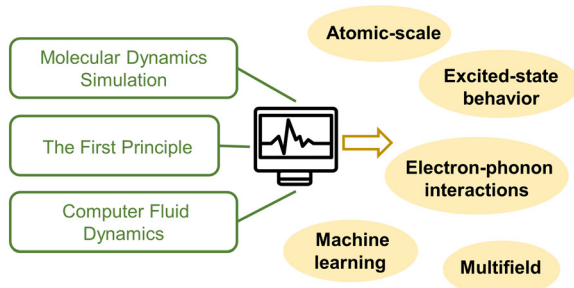 Molecular Dynamics
Simulation
The First Principle
Computer Fluid
Dynamics
Atomic-scale
Excited-state
behavior
Electron-phonon
interactions
Machine
learning
Multifield